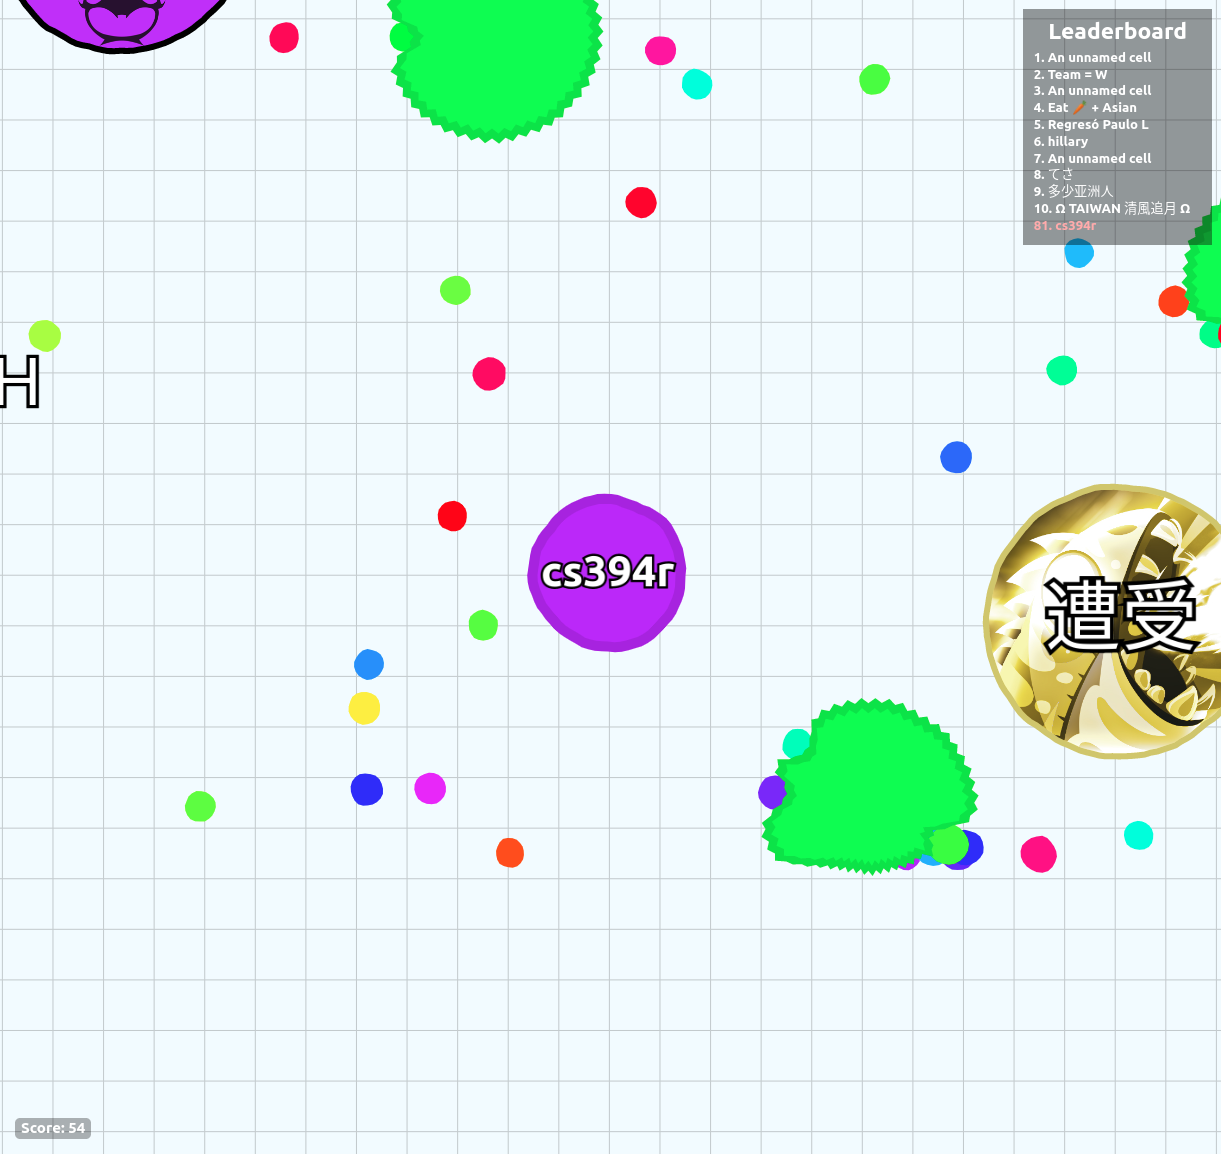 Leaderboard
1. An unnamed cell
2. Team = W
3. An unnamed cell
4. Eat 🥕 + Asian
5. Regresó Paulo L
6. hillary
7. An unnamed cell
8. てさ
9. 多少亚洲人
10. Ω TAIWAN 清風追月 Ω
81. cs394r
H
cs394r
遭受
Score: 54